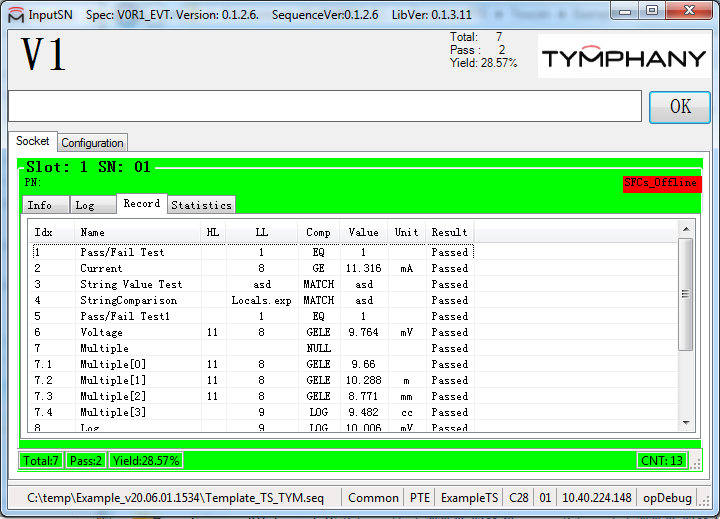 InputSN Spec: V0R1_EVT. Version: 0.1.2.6. SequenceVer:0.1.2.6 LibVer: 0.1.3.11
V1
Total: 7
Pass : 2
Yield: 28.57%
TYMPHANY
OK
Socket Configuration
Slot: 1 SN: 01
PN:
SFCs_Offline
Info Log Record Statistics
Idx Name HL LL Comp Value Unit Result
1 Pass/Fail Test 1 EQ 1 Passed
2 Current 8 GE 11.316 mA Passed
3 String Value Test asd MATCH asd Passed
4 StringComparison Locals.exp MATCH asd Passed
5 Pass/Fail Test1 1 EQ 1 Passed
6 Voltage 11 8 GELE 9.764 mV Passed
7 Multiple NULL Passed
7.1 Multiple[0] 11 8 GELE 9.66 Passed
7.2 Multiple[1] 11 8 GELE 10.288 m Passed
7.3 Multiple[2] 11 8 GELE 8.771 mm Passed
7.4 Multiple[3] 9 LOG 9.482 cc Passed
8 Log 9 LOG 10.006 mV Passed
Total:7 Pass:2 Yield:28.57% CNT: 13
C:\temp\Example_v20.06.01.1534\Template_TS_TYM.seq Common PTE ExampleTS C28 01 10.40.224.148 opDebug